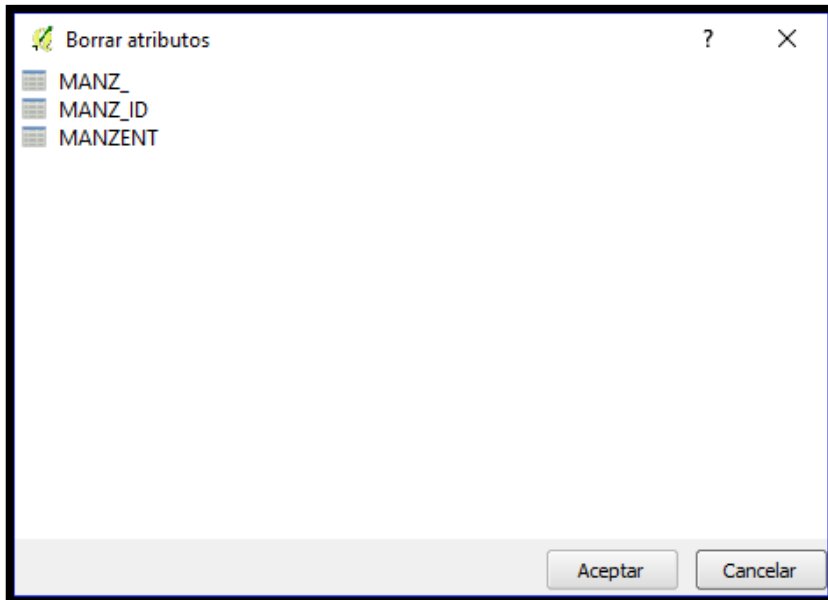 Borrar atributos ?
MANZ_
MANZ_ID
MANZENT
Aceptar Cancelar